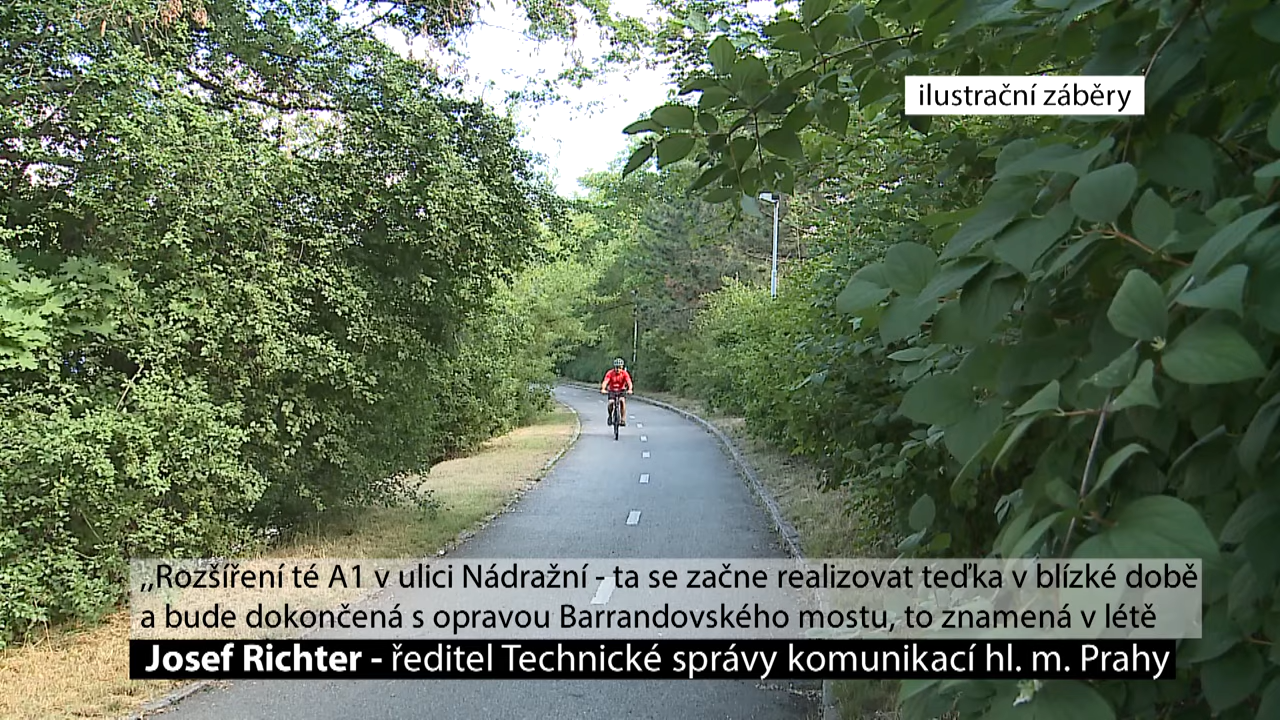 ilustrační záběry
,,Rozšíření té A1 v ulici Nádražní - ta se začne realizovat teďka v blízké době
a bude dokončená s opravou Barrandovského mostu, to znamená v létě
Josef Richter - ředitel Technické správy komunikací hl. m. Prahy